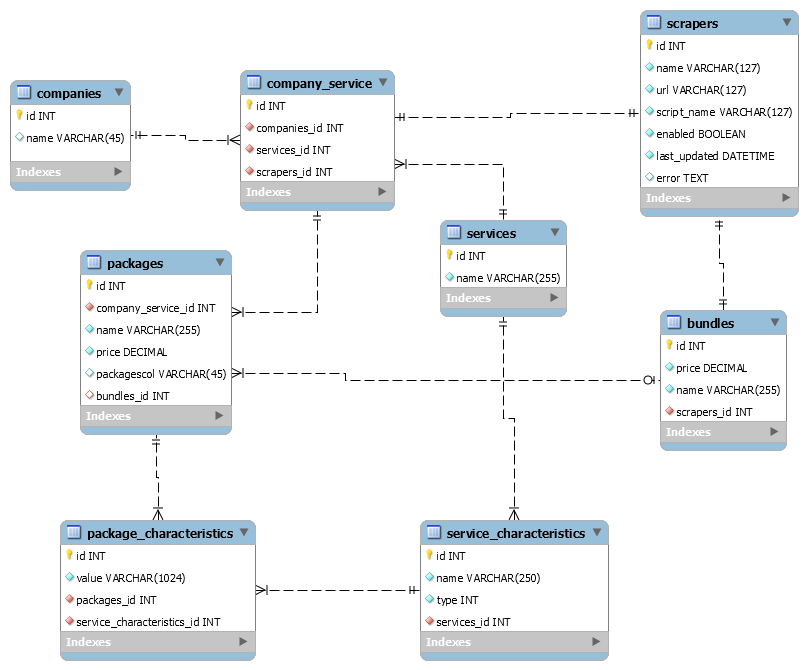 scrapers
id INT
name VARCHAR(127)
url VARCHAR(127)
script_name VARCHAR(127)
enabled BOOLEAN
last_updated DATETIME
error TEXT
Indexes
companies
id INT
name VARCHAR(45)
Indexes
company_service
id INT
companies_id INT
services_id INT
scrapers_id INT
Indexes
services
id INT
name VARCHAR(255)
Indexes
packages
id INT
company_service_id INT
name VARCHAR(255)
price DECIMAL
packagescol VARCHAR(45)
bundles_id INT
Indexes
bundles
id INT
price DECIMAL
name VARCHAR(255)
scrapers_id INT
Indexes
package_characteristics
id INT
value VARCHAR(1024)
packages_id INT
service_characteristics_id INT
Indexes
service_characteristics
id INT
name VARCHAR(250)
type INT
services_id INT
Indexes